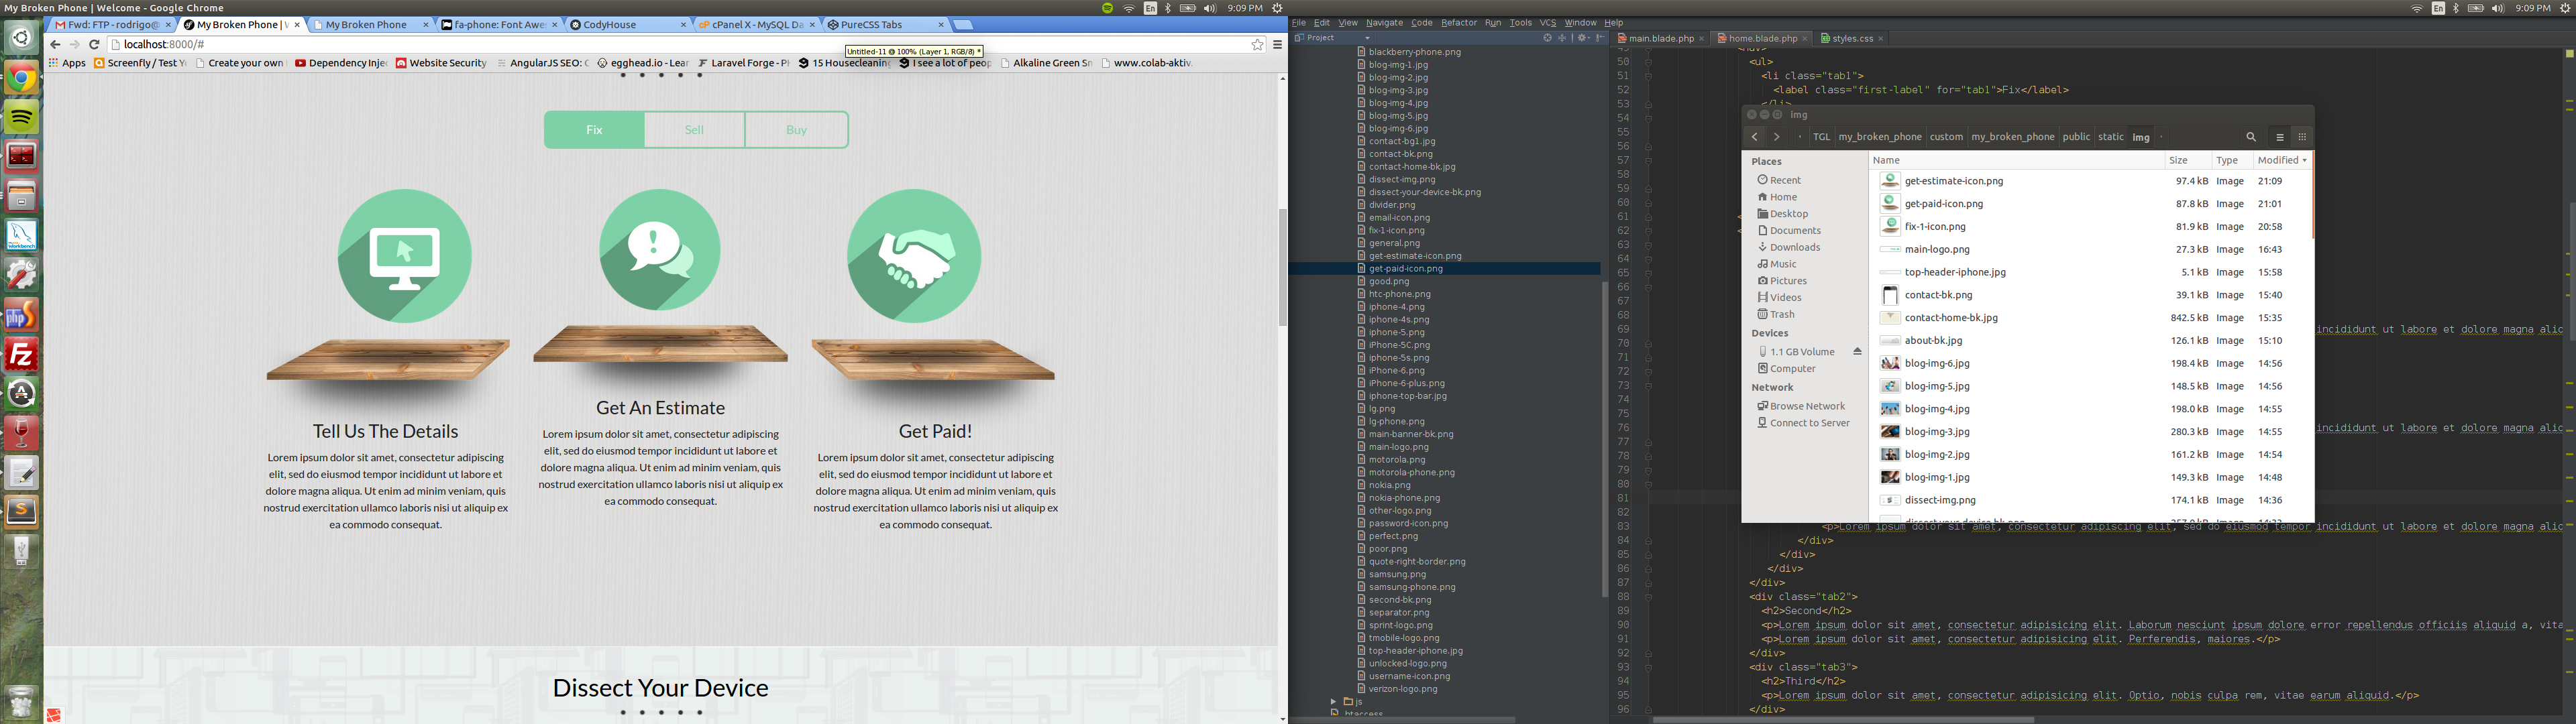 My Broken Phone | Welcome - Google Chrome
En
9:09 PM
En
9:09 PM
Fwd: FTP - rodrigo@
My Broken Phone |
My Broken Phone
fa-phone: Font Awes
CodyHouse
cPanel X - MySQL Da
PureCSS Tabs
localhost:8000/#
Untitled-11 @ 100% (Layer 1, RGB/8) *
Apps
Screenfly / Test Y
Create your own
Dependency Injec
Website Security
AngularJS SEO:
egghead.io - Lear
Laravel Forge - P
15 Housecleaning
I see a lot of peop
Alkaline Green Sm
www.colab-aktiv.
Fix
Sell
Buy
Tell Us The Details
Lorem ipsum dolor sit amet, consectetur adipiscing
elit, sed do eiusmod tempor incididunt ut labore et
dolore magna aliqua. Ut enim ad minim veniam, quis
nostrud exercitation ullamco laboris nisi ut aliquip ex
ea commodo consequat.
Get An Estimate
Lorem ipsum dolor sit amet, consectetur adipiscing
elit, sed do eiusmod tempor incididunt ut labore et
dolore magna aliqua. Ut enim ad minim veniam, quis
nostrud exercitation ullamco laboris nisi ut aliquip ex
ea commodo consequat.
Get Paid!
Lorem ipsum dolor sit amet, consectetur adipiscing
elit, sed do eiusmod tempor incididunt ut labore et
dolore magna aliqua. Ut enim ad minim veniam, quis
nostrud exercitation ullamco laboris nisi ut aliquip ex
ea commodo consequat.
Dissect Your Device
File Edit View Navigate Code Refactor Run Tools VCS Window Help
Project
blackberry-phone.png
blog-img-1.jpg
blog-img-2.jpg
blog-img-3.jpg
blog-img-4.jpg
blog-img-5.jpg
blog-img-6.jpg
contact-bg1.jpg
contact-bk.png
contact-home-bk.jpg
dissect-img.png
dissect-your-device-bk.png
divider.png
email-icon.png
fix-1-icon.png
general.png
get-estimate-icon.png
get-paid-icon.png
good.png
htc-phone.png
iphone-4.png
iphone-4s.png
iphone-5.png
iPhone-5C.png
iphone-5s.png
iPhone-6.png
iPhone-6-plus.png
iphone-top-bar.jpg
lg.png
lg-phone.png
main-banner-bk.png
main-logo.png
motorola.png
motorola-phone.png
nokia.png
nokia-phone.png
other-logo.png
password-icon.png
perfect.png
poor.png
quote-right-border.png
samsung.png
samsung-phone.png
second-bk.png
separator.png
sprint-logo.png
tmobile-logo.png
top-header-iphone.jpg
unlocked-logo.png
username-icon.png
verizon-logo.png
js
.htaccess
main.blade.php
home.blade.php
styles.css
50 <ul>
51 <li class="tab1">
52 <label class="first-label" for="tab1">Fix</label>
53 </li>
54
55
56
57
58
59
60
61
62
63
64
65
66
67
68
69 incididunt ut labore et dolore magna alic
70
71
72
73
74
75
76 incididunt ut labore et dolore magna alic
77
78
79
80
81
82
83 <p>Lorem ipsum dolor sit amet, consectetur adipiscing elit, sed do eiusmod tempor incididunt ut labore et dolore magna alic
84 </div>
85 </div>
86 </div>
87 </div>
88 <div class="tab2">
89 <h2>Second</h2>
90 <p>Lorem ipsum dolor sit amet, consectetur adipisicing elit. Laborum nesciunt ipsum dolore error repellendus officiis aliquid a, vita
91 <p>Lorem ipsum dolor sit amet, consectetur adipisicing elit. Perferendis, maiores.</p>
92 </div>
93 <div class="tab3">
94 <h2>Third</h2>
95 <p>Lorem ipsum dolor sit amet, consectetur adipisicing elit. Optio, nobis culpa rem, vitae earum aliquid.</p>
96 </div>
img
TGL my_broken_phone custom my_broken_phone public static img
Places
Recent
Home
Desktop
Documents
Downloads
Music
Pictures
Videos
Trash
Devices
1.1 GB Volume
Computer
Network
Browse Network
Connect to Server
Name Size Type Modified
get-estimate-icon.png 97.4 kB Image 21:09
get-paid-icon.png 87.8 kB Image 21:01
fix-1-icon.png 81.9 kB Image 20:58
main-logo.png 27.3 kB Image 16:43
top-header-iphone.jpg 5.1 kB Image 15:58
contact-bk.png 39.1 kB Image 15:40
contact-home-bk.jpg 842.5 kB Image 15:35
about-bk.jpg 126.1 kB Image 15:10
blog-img-6.jpg 198.4 kB Image 14:56
blog-img-5.jpg 148.5 kB Image 14:56
blog-img-4.jpg 198.0 kB Image 14:55
blog-img-3.jpg 280.3 kB Image 14:55
blog-img-2.jpg 161.2 kB Image 14:54
blog-img-1.jpg 149.3 kB Image 14:48
dissect-img.png 174.1 kB Image 14:36